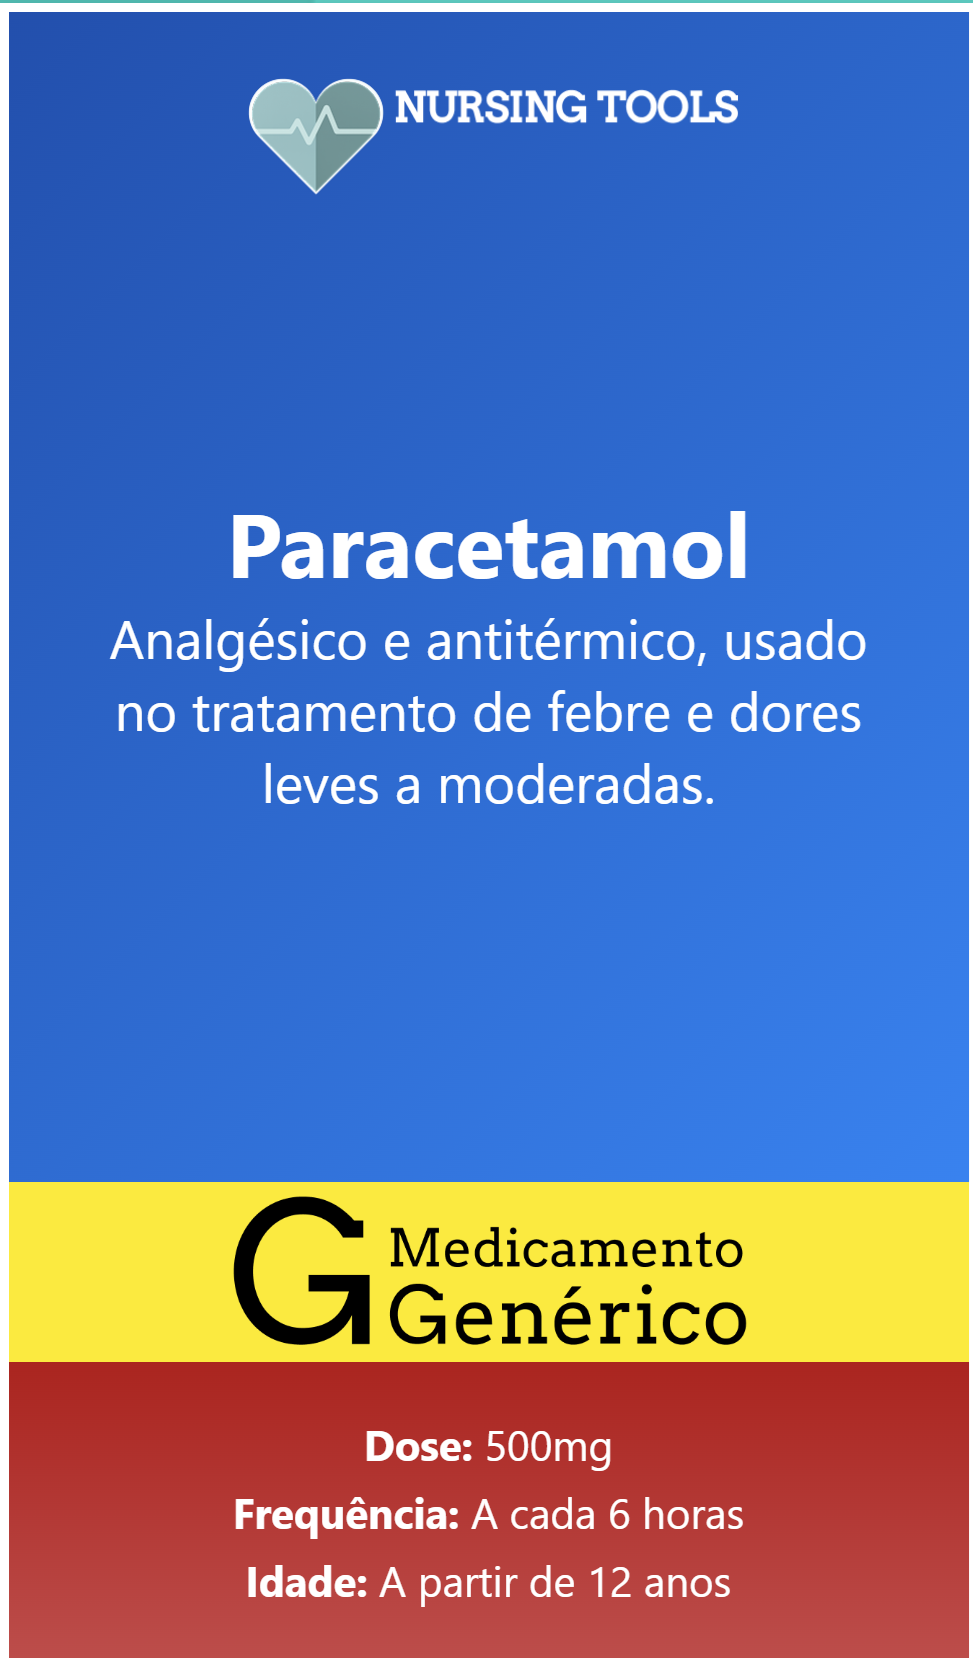 NURSING TOOLS
Paracetamol
Analgésico e antitérmico, usado
no tratamento de febre e dores
leves a moderadas.
G Medicamento
Genérico
Dose: 500mg
Frequência: A cada 6 horas
Idade: A partir de 12 anos